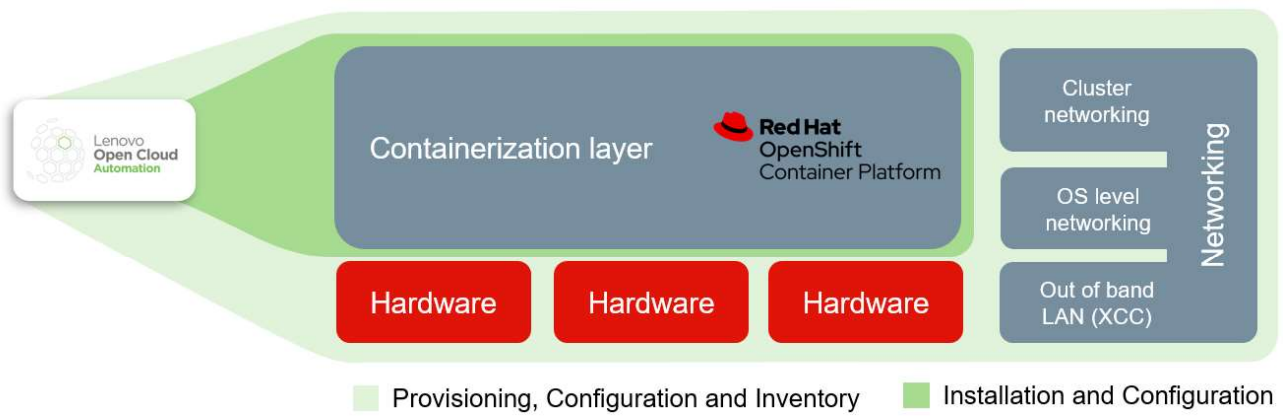 Lenovo
Open Cloud
Automation
Containerization layer
Red Hat
OpenShift
Container Platform
Cluster
networking
OS level
networking
Out of band
LAN (XCC)
Networking
Hardware
Hardware
Hardware
Provisioning, Configuration and Inventory
Installation and Configuration